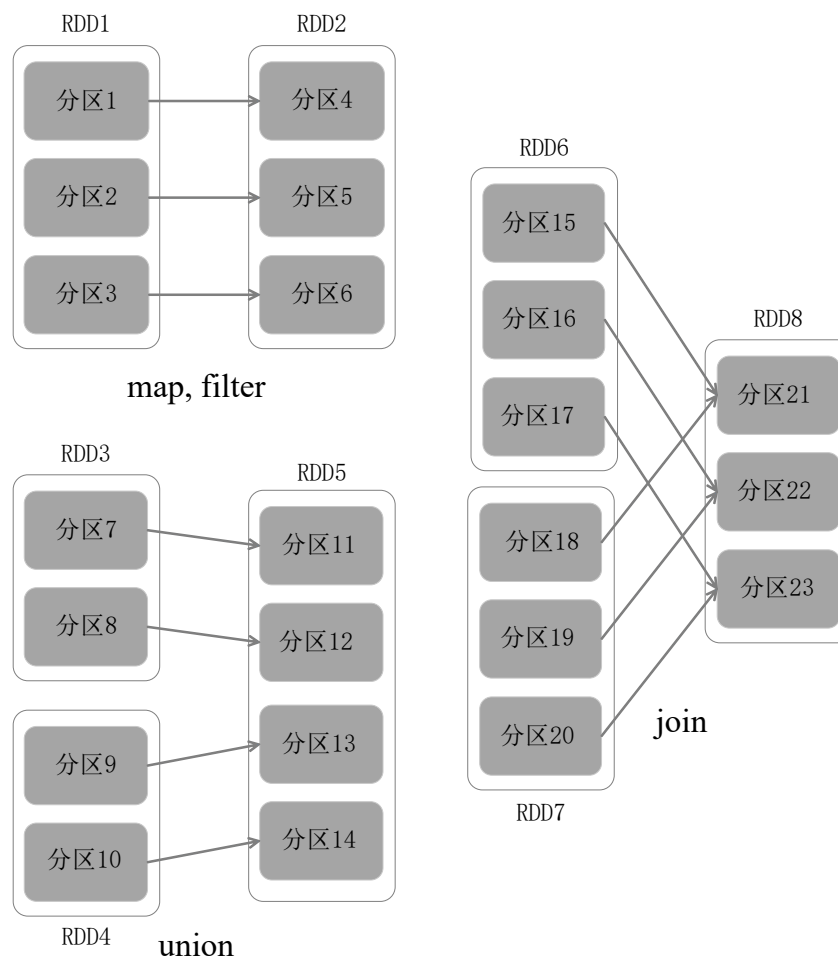 RDD1
分区1
分区2
分区3
RDD2
分区4
分区5
分区6
map, filter
RDD3
分区7
分区8
分区9
分区10
RDD4
RDD5
分区11
分区12
分区13
分区14
union
RDD6
分区15
分区16
分区17
分区18
分区19
分区20
RDD7
RDD8
分区21
分区22
分区23
join